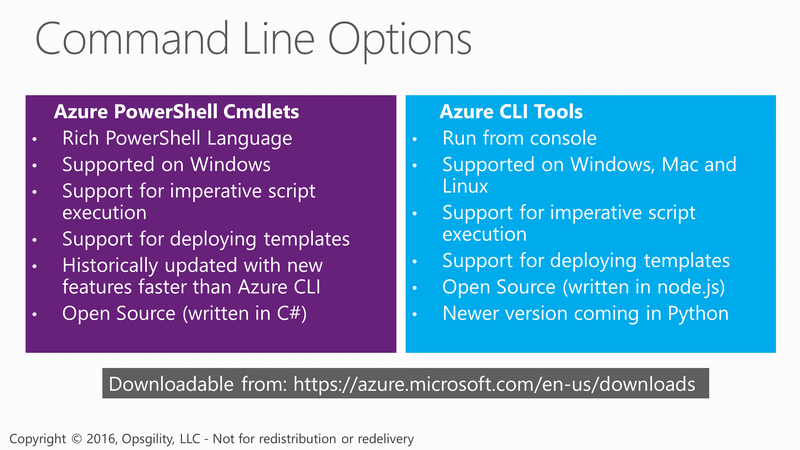 Command Line Options
Azure PowerShell Cmdlets
• Rich PowerShell Language
• Supported on Windows
• Support for imperative script
execution
• Support for deploying templates
• Historically updated with new
features faster than Azure CLI
• Open Source (written in C#)
Azure CLI Tools
• Run from console
• Supported on Windows, Mac and
Linux
• Support for imperative script
execution
• Support for deploying templates
• Open Source (written in node.js)
• Newer version coming in Python
Downloadable from: https://azure.microsoft.com/en-us/downloads
Copyright © 2016, Opsgility, LLC - Not for redistribution or redelivery